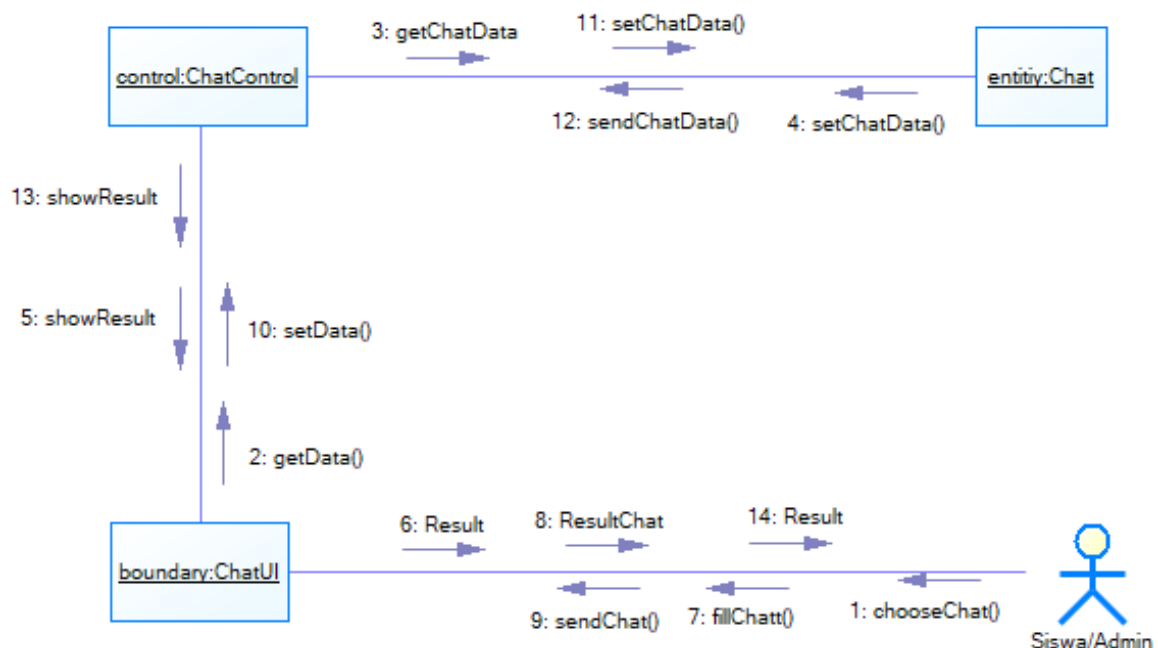 3: getChatData
11: setChatData()
control:ChatControl
entitiy:Chat
12: sendChatData()
4: setChatData()
13: showResult
5: showResult
10: setData()
2: getData()
6: Result
8: ResultChat
14: Result
boundary:ChatUI
9: sendChat()
7: fillChatt()
1: chooseChat()
Siswa/Admin